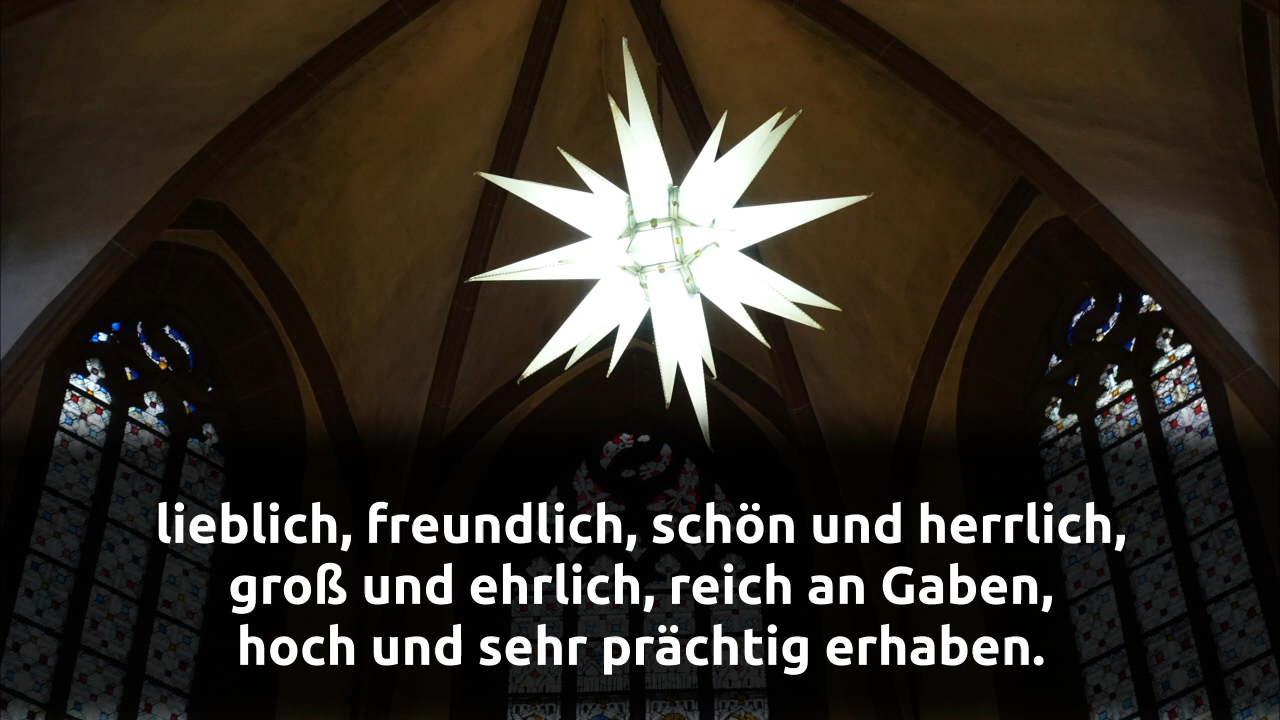 lieblich, freundlich, schön und herrlich,
groß und ehrlich, reich an Gaben,
hoch und sehr prächtig erhaben.